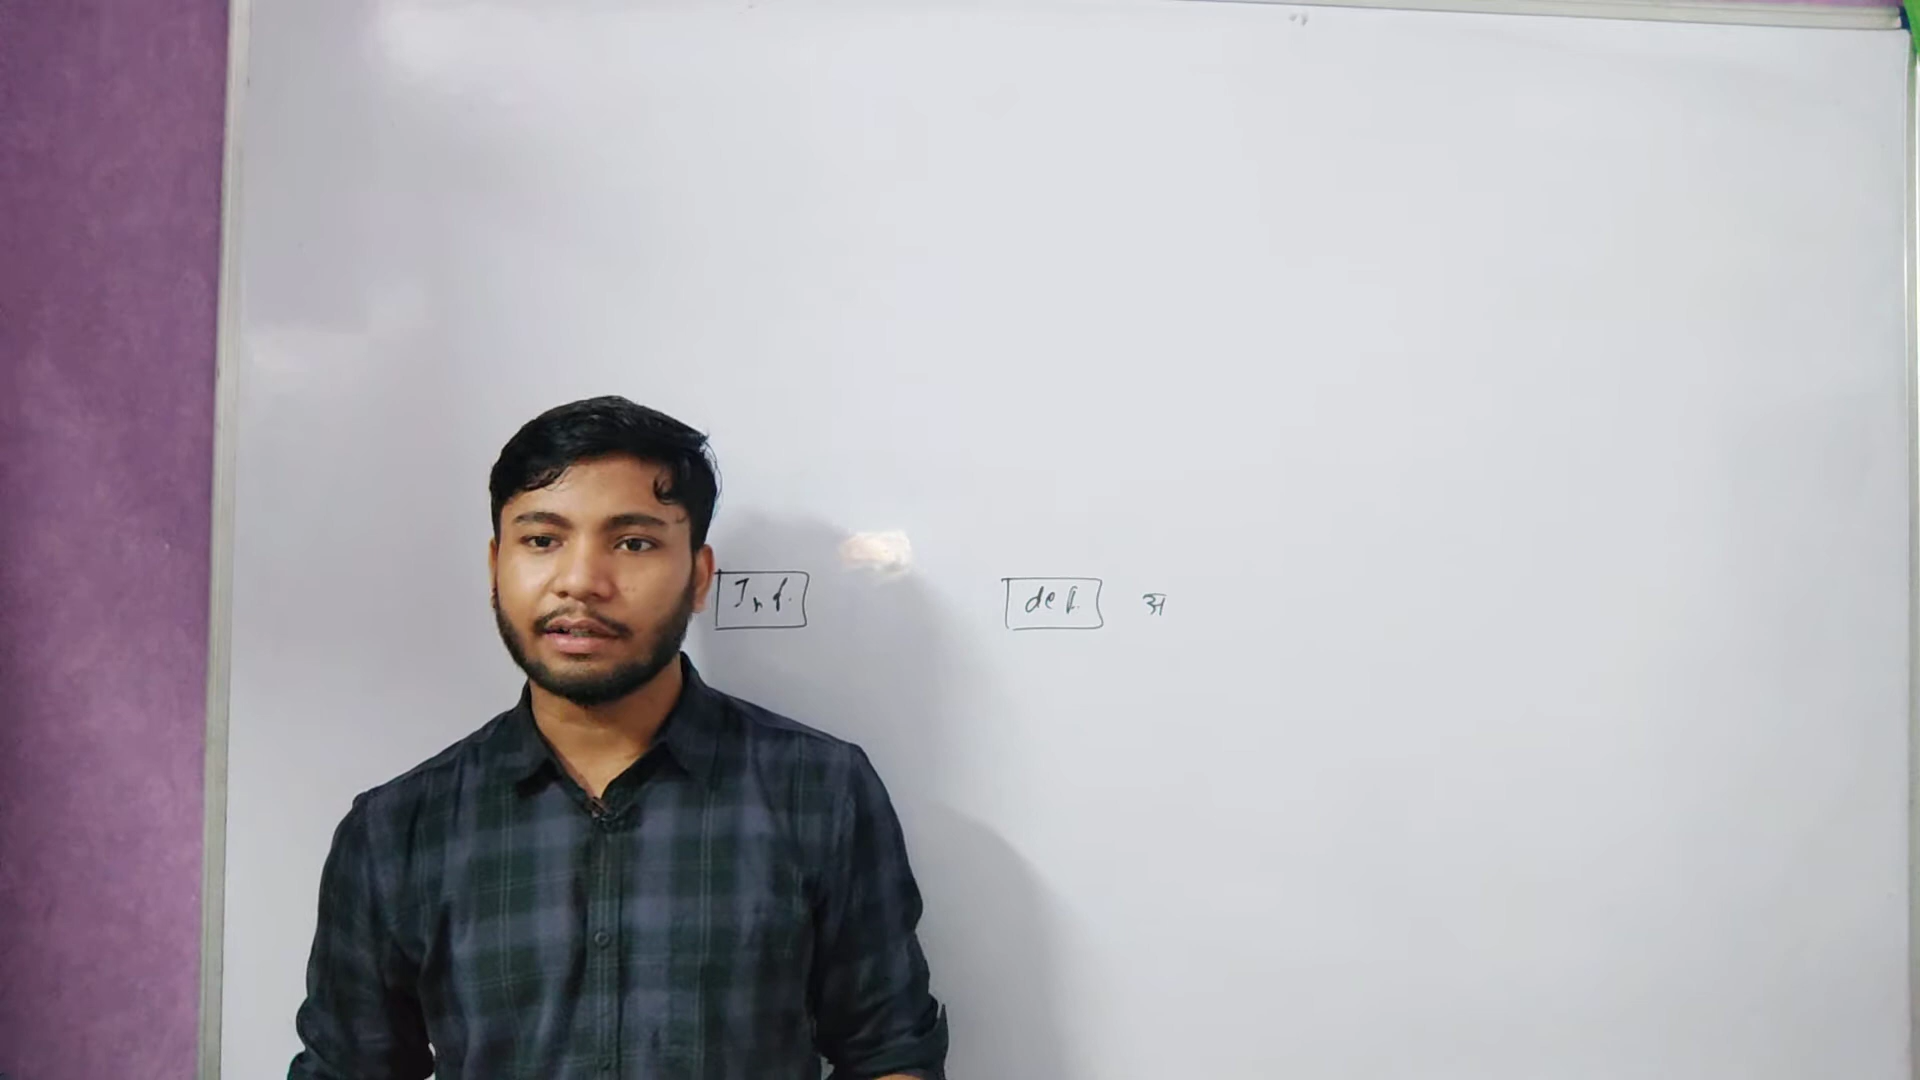 Inf. def. अ